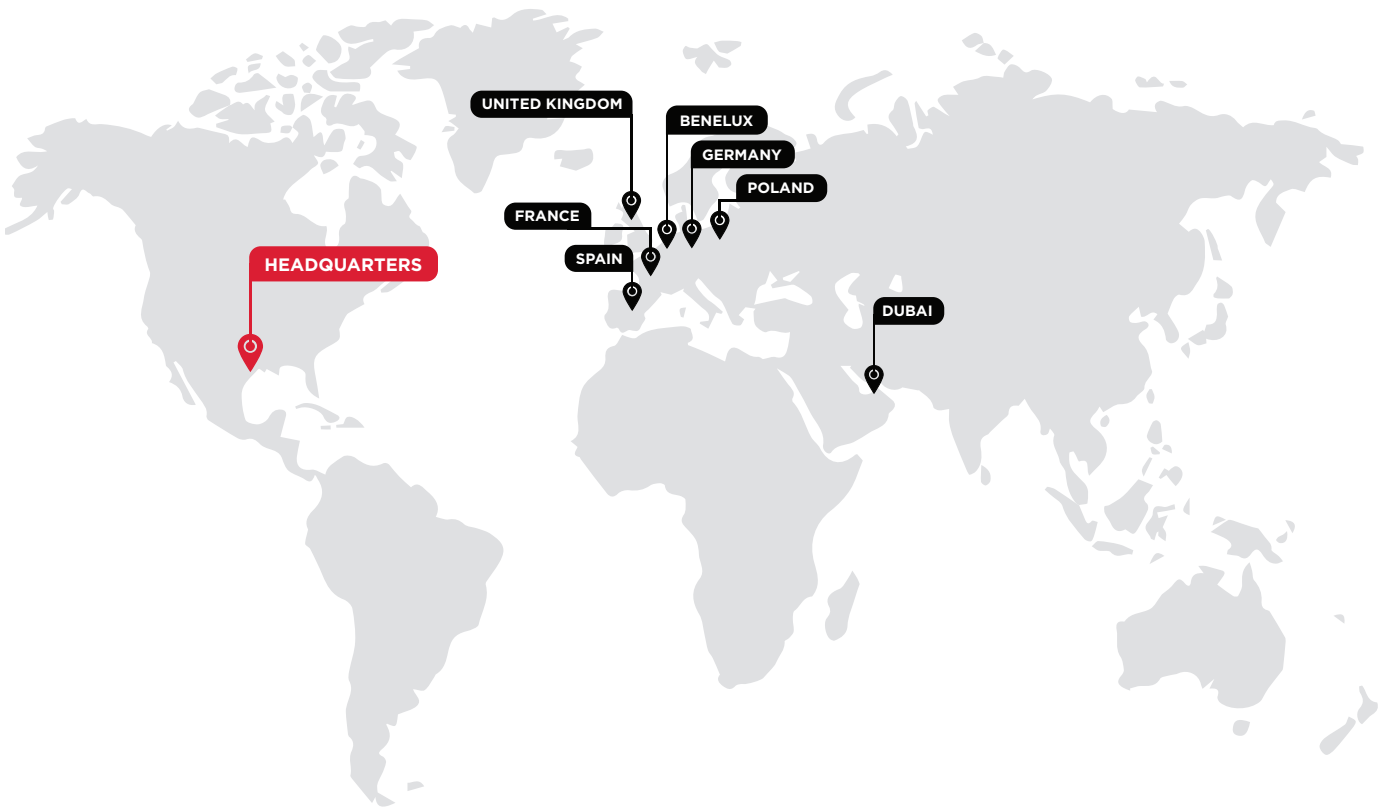 UNITED KINGDOM
BENELUX
GERMANY
POLAND
FRANCE
SPAIN
HEADQUARTERS
DUBAI